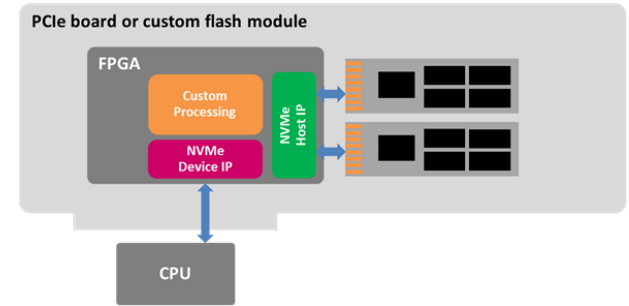 PCIe board or custom flash module
FPGA
Custom
Processing
NVMe
Device IP
NVMe
Host IP
CPU